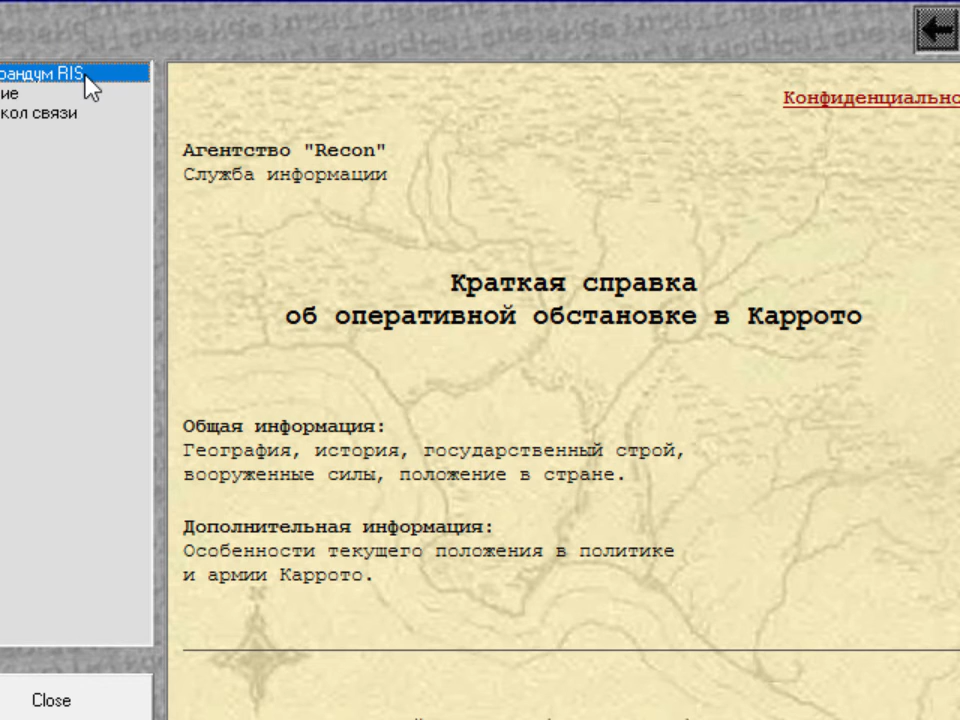 рандум RIS
ие
кол связи
Close
Конфиденциально
Агентство "Recon"
Служба информации
Краткая справка
об оперативной обстановке в Каррото
Общая информация:
География, история, государственный строй,
вооруженные силы, положение в стране.
Дополнительная информация:
Особенности текущего положения в политике
и армии Каррото.